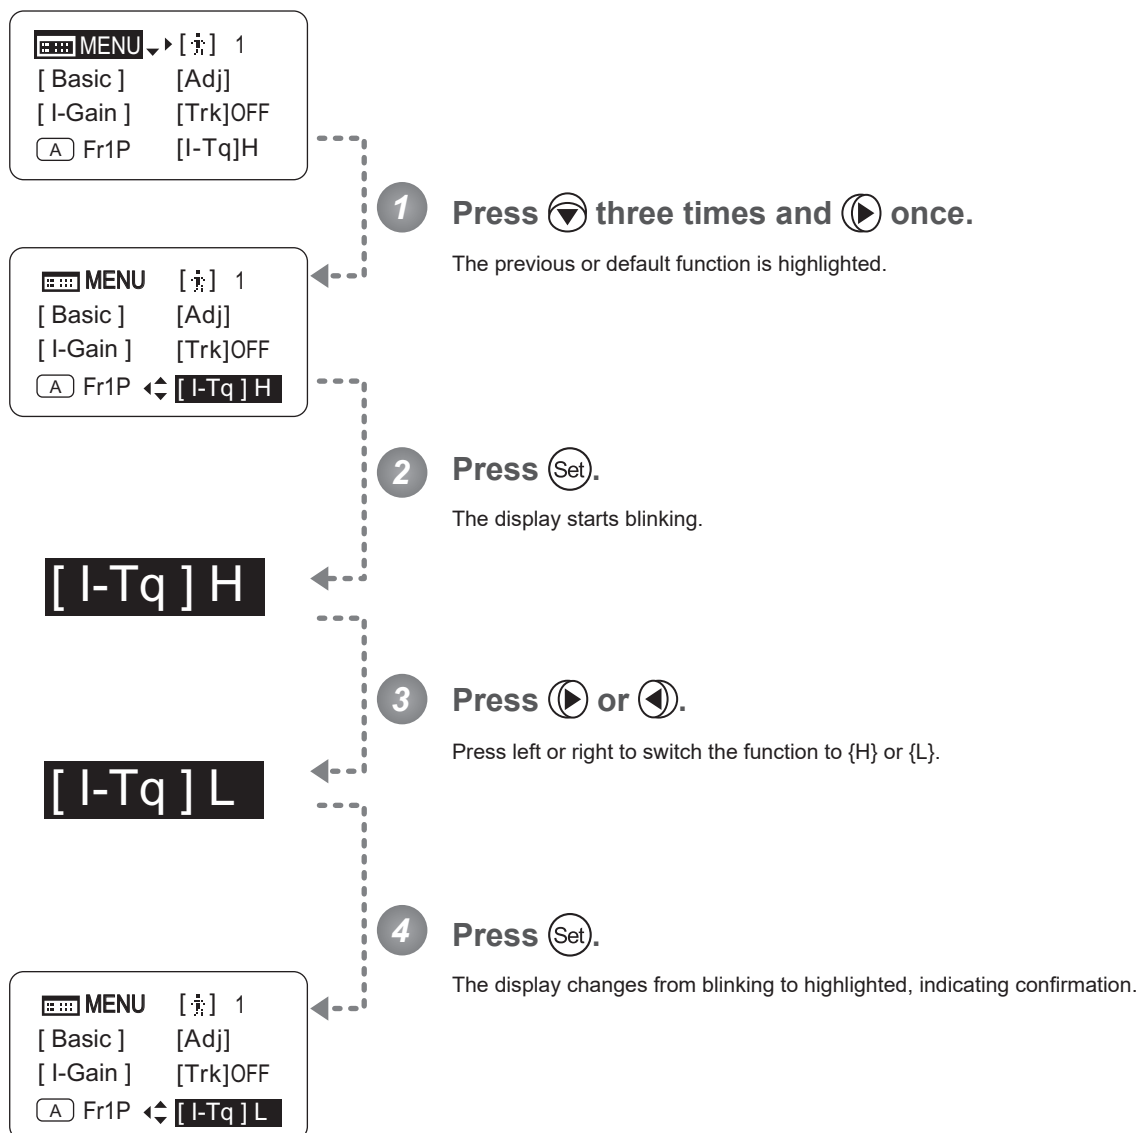 MENU [ ] 1
[ Basic ] [Adj]
[ I-Gain ] [Trk]OFF
A Fr1P [I-Tq]H
1 Press three times and once.
The previous or default function is highlighted.
MENU [ ] 1
[ Basic ] [Adj]
[ I-Gain ] [Trk]OFF
A Fr1P [ I-Tq ] H
2 Press Set.
The display starts blinking.
[ I-Tq ] H
3 Press or .
Press left or right to switch the function to {H} or {L}.
[ I-Tq ] L
4 Press Set.
The display changes from blinking to highlighted, indicating confirmation.
MENU [ ] 1
[ Basic ] [Adj]
[ I-Gain ] [Trk]OFF
A Fr1P [ I-Tq ] L